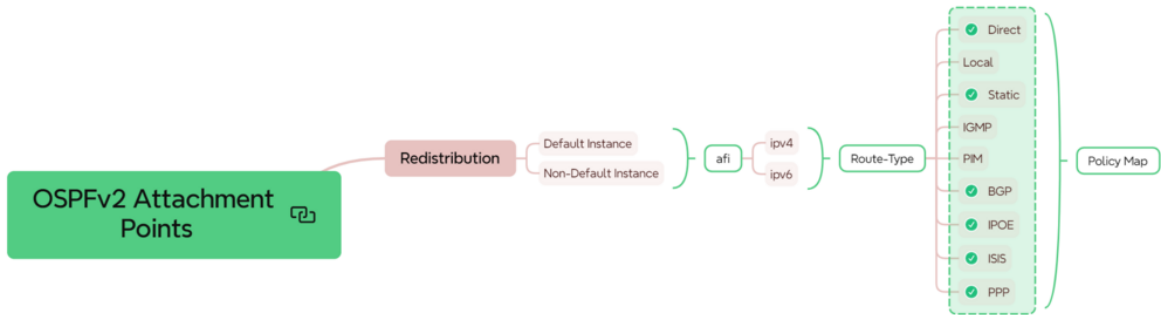 OSPFv2 Attachment
Points
Redistribution
Default Instance
Non-Default Instance
afi
ipv4
ipv6
Route-Type
Direct
Local
Static
IGMP
PIM
BGP
IPOE
ISIS
PPP
Policy Map